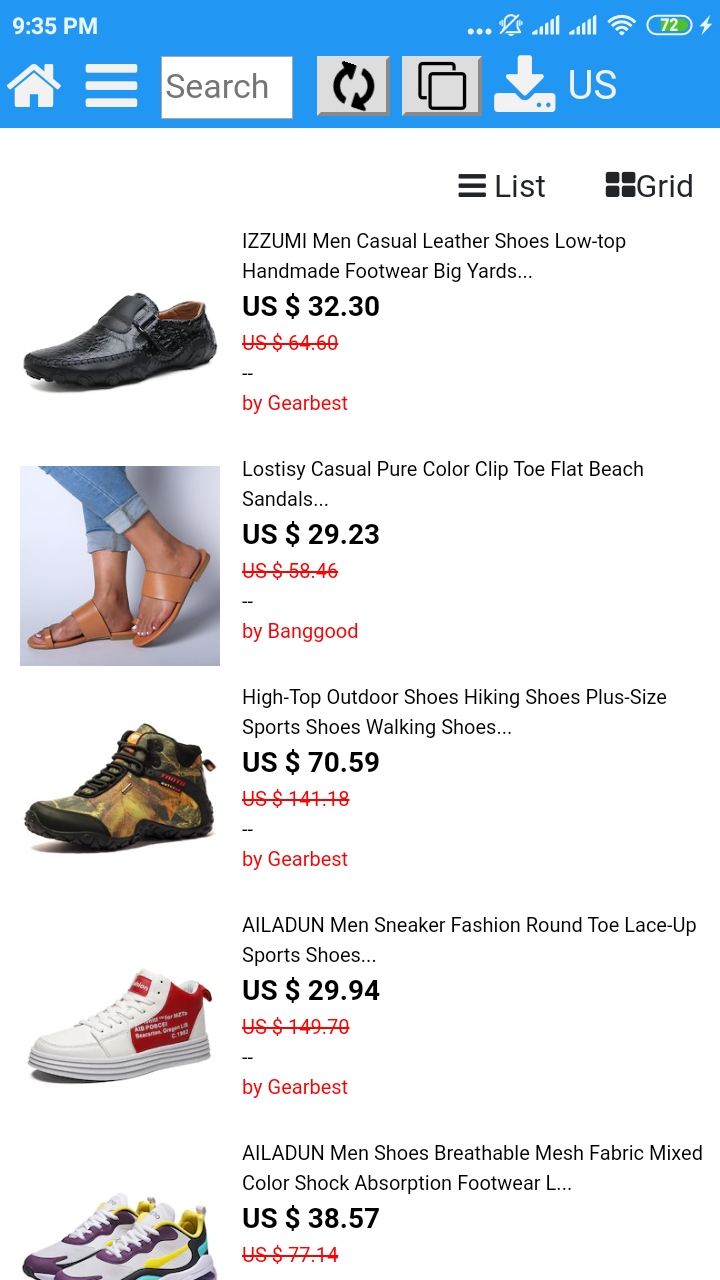 9:35 PM
72
Search
US
List
Grid
IZZUMI Men Casual Leather Shoes Low-top
Handmade Footwear Big Yards...
US $ 32.30
US $ 64.60
--
by Gearbest
Lostisy Casual Pure Color Clip Toe Flat Beach
Sandals...
US $ 29.23
US $ 58.46
--
by Banggood
High-Top Outdoor Shoes Hiking Shoes Plus-Size
Sports Shoes Walking Shoes...
US $ 70.59
US $ 141.18
--
by Gearbest
AILADUN Men Sneaker Fashion Round Toe Lace-Up
Sports Shoes...
US $ 29.94
US $ 149.70
--
by Gearbest
AILADUN Men Shoes Breathable Mesh Fabric Mixed
Color Shock Absorption Footwear L...
US $ 38.57
US $ 77.14